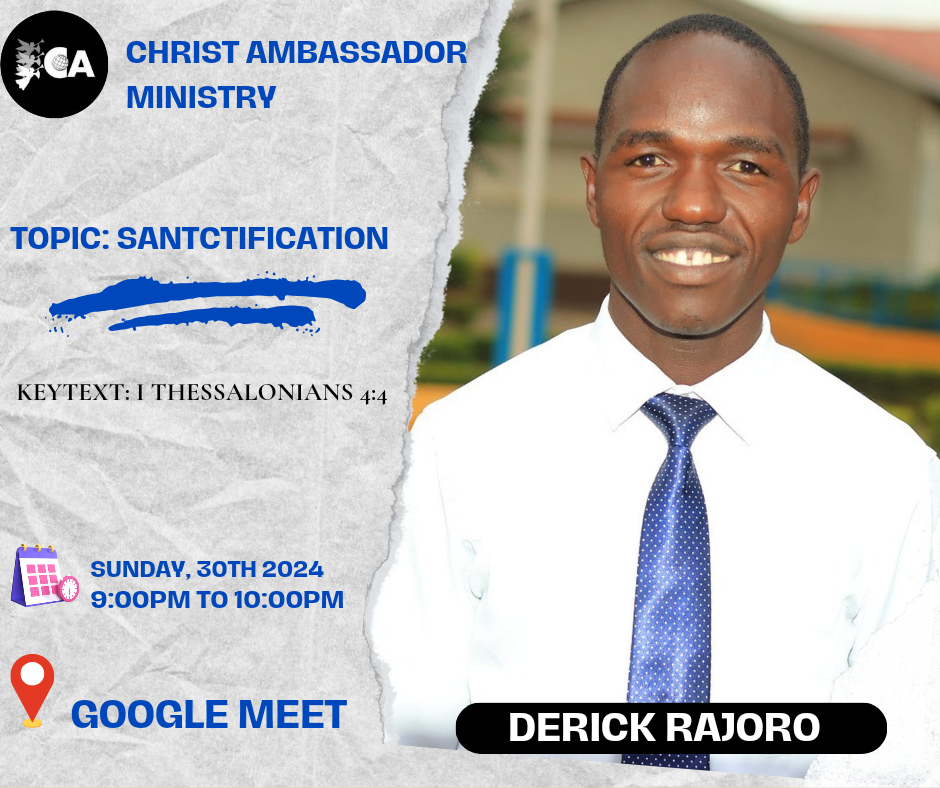 CA
CHRIST AMBASSADOR
MINISTRY
TOPIC: SANTCTIFICATION
KEYTEXT: I THESSALONIANS 4:4
SUNDAY, 30TH 2024
9:00PM TO 10:00PM
GOOGLE MEET
DERICK RAJORO